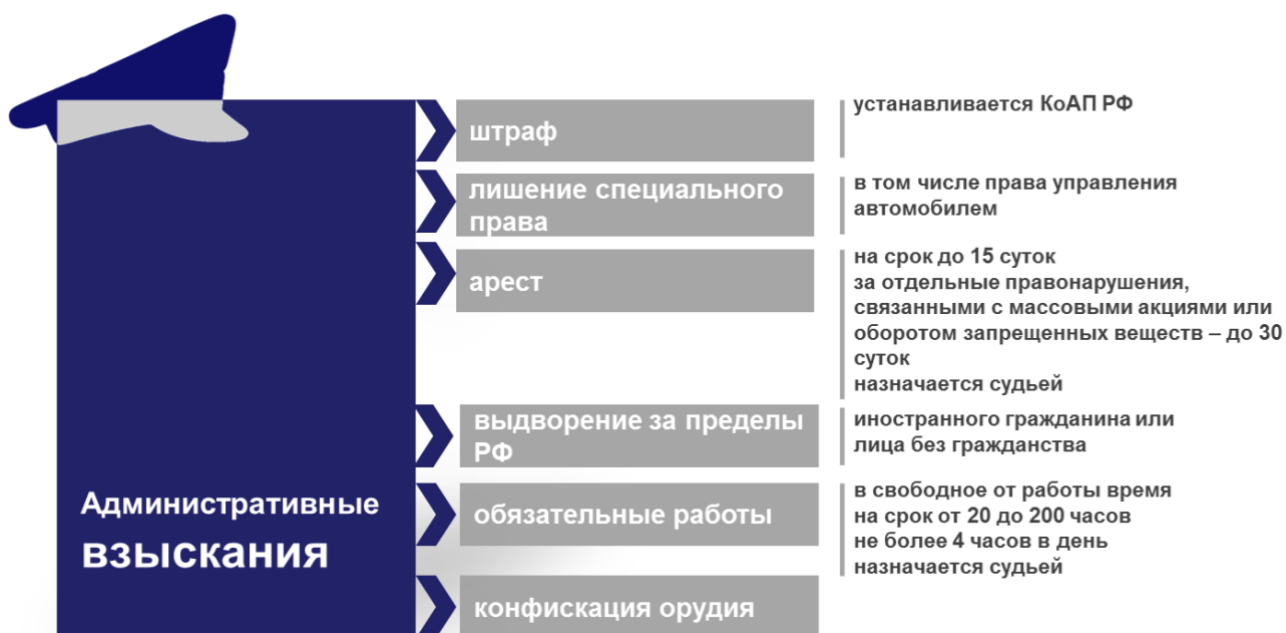 Административные
взыскания
штраф
устанавливается КоАП РФ
лишение специального
права
в том числе права управления
автомобилем
арест
на срок до 15 суток
за отдельные правонарушения,
связанными с массовыми акциями или
оборотом запрещенных веществ – до 30
суток
назначается судьей
выдворение за пределы
РФ
иностранного гражданина или
лица без гражданства
обязательные работы
в свободное от работы время
на срок от 20 до 200 часов
не более 4 часов в день
назначается судьей
конфискация орудия